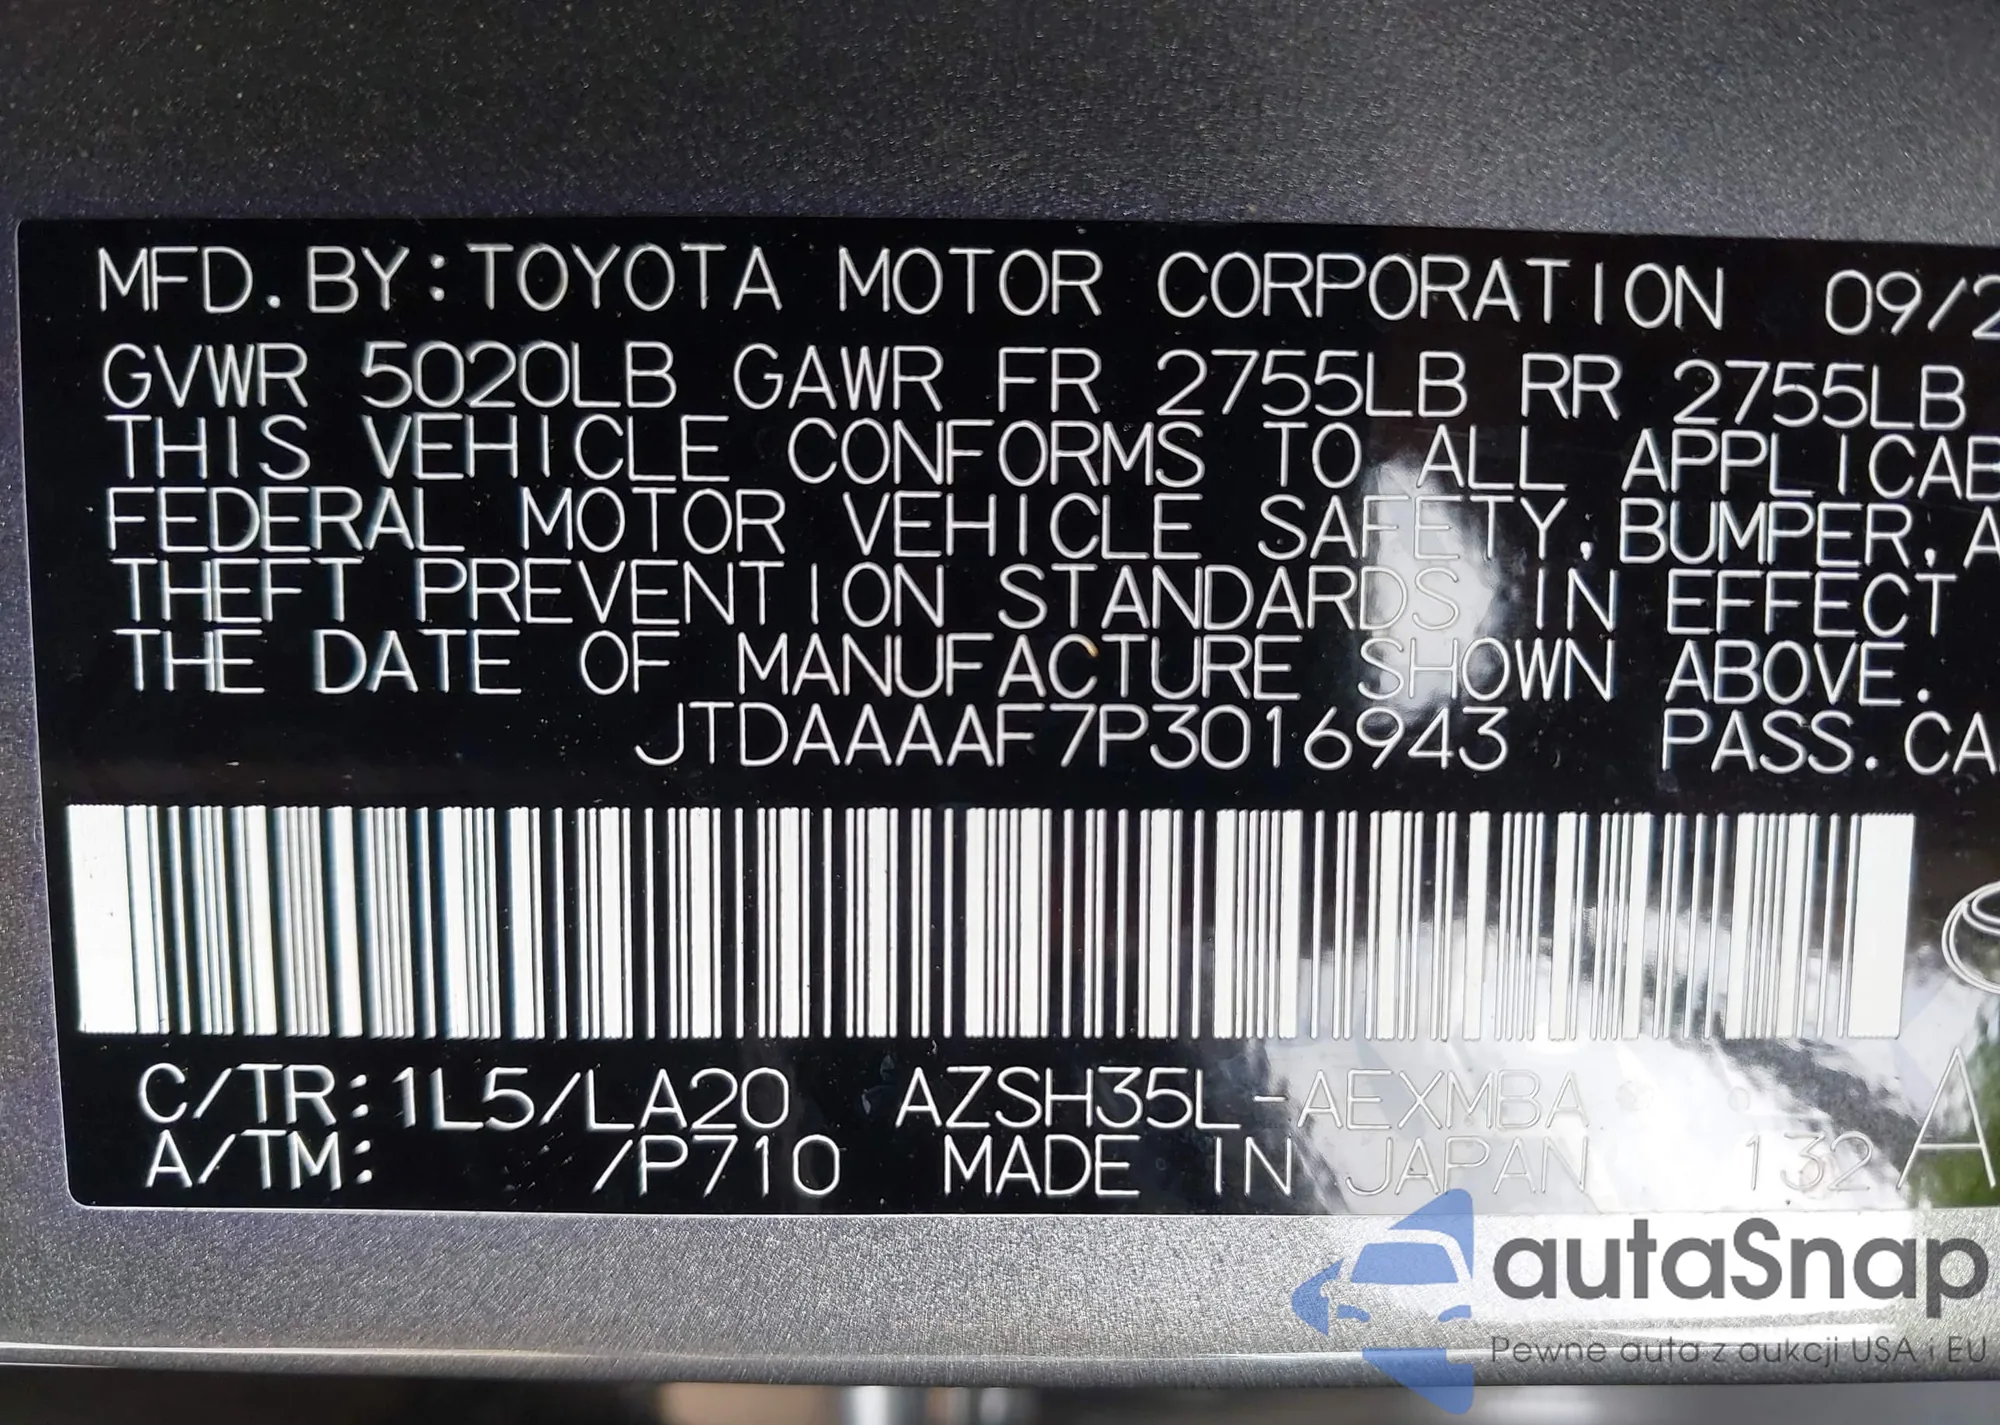 MFD.BY:TOYOTA MOTOR CORPORATION 09/2
GVWR 5020LB GAWR FR 2755LB RR 2755LB
THIS VEHICLE CONFORMS TO ALL APPLICAB
FEDERAL MOTOR VEHICLE SAFETY,BUMPER,A
THEFT PREVENTION STANDARDS IN EFFECT
THE DATE OF MANUFACTURE SHOWN ABOVE.
JTDAAAAAF7P3016943 PASS.CA
C/TR:1L5/LA20 AZSH35L-AEXMBA
A/TM: /P710 MADE IN JAPAN 132 A
autaSnap
Pewne auta z aukcji USA i EU